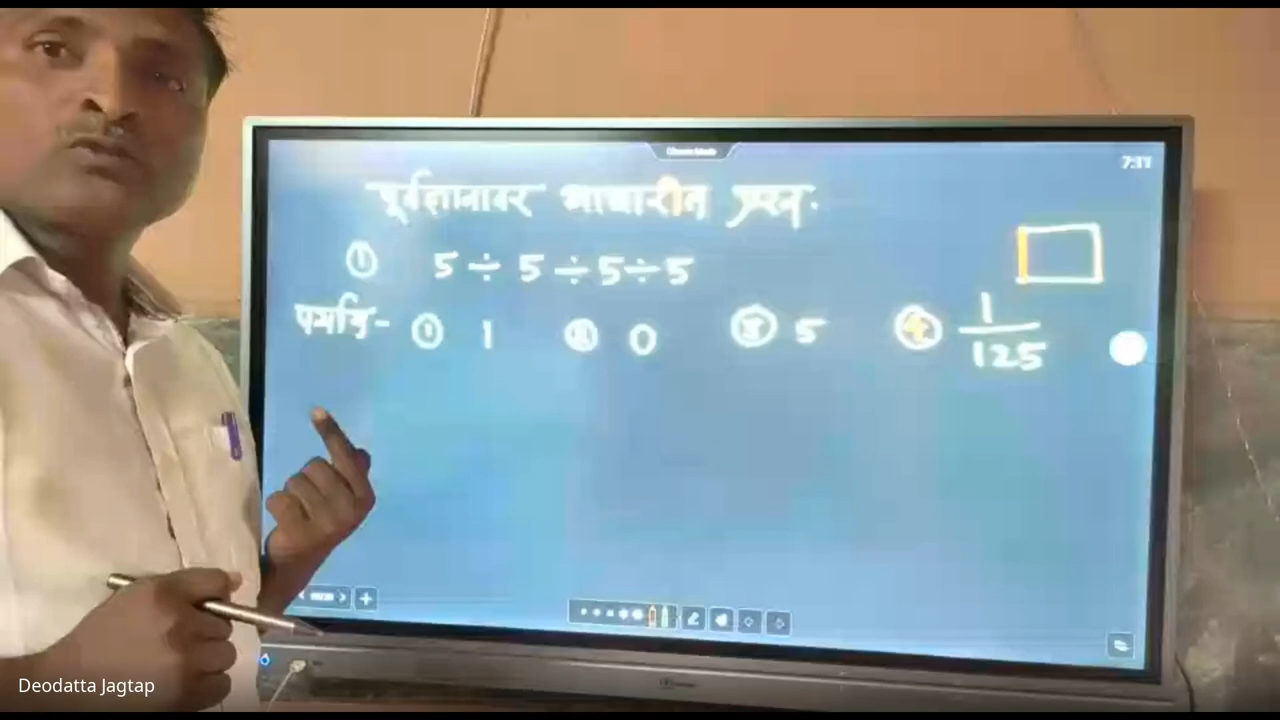 7:11
पूर्वज्ञानावर आधारीत प्रश्न.
① 5 ÷ 5 ÷ 5 ÷ 5
पर्याय - ① 1 ② 0 ③ 5 ④ 1/125
Deodatta Jagtap